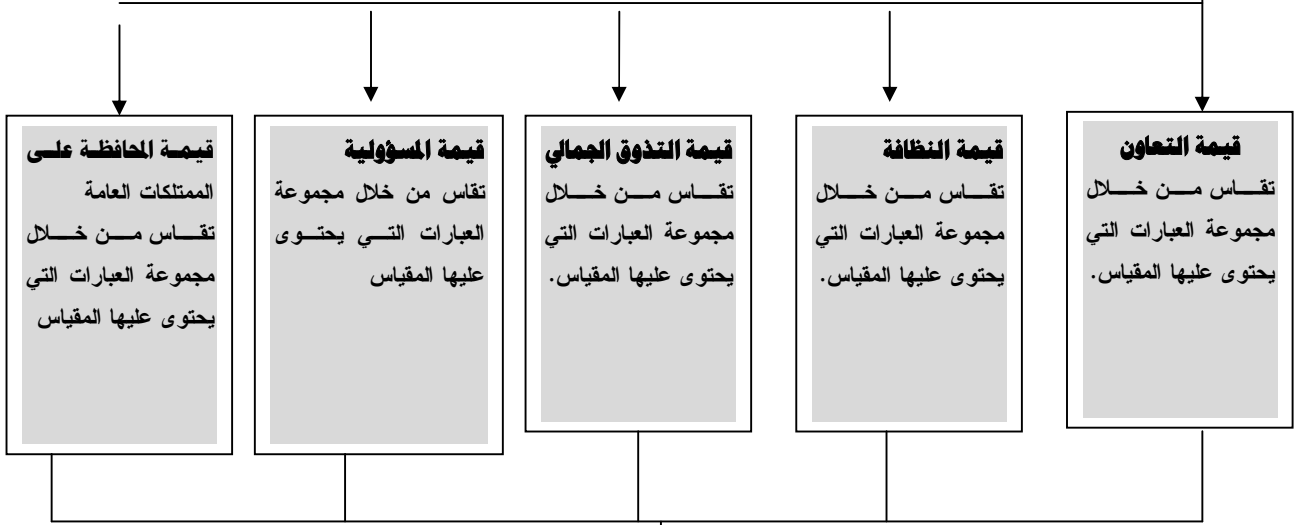 قيمة التعاون
تقاس من خلال
مجموعة العبارات التي
يحتوى عليها المقياس.
قيمة النظافة
تقاس من خلال
مجموعة العبارات التي
يحتوى عليها المقياس.
قيمة التذوق الجمالي
تقاس من خلال
مجموعة العبارات التي
يحتوى عليها المقياس.
قيمة المسؤولية
تقاس من خلال مجموعة
العبارات التي يحتوى
عليها المقياس
قيمة المحافظة على
الممتلكات العامة
تقاس من خلال
مجموعة العبارات التي
يحتوى عليها المقياس